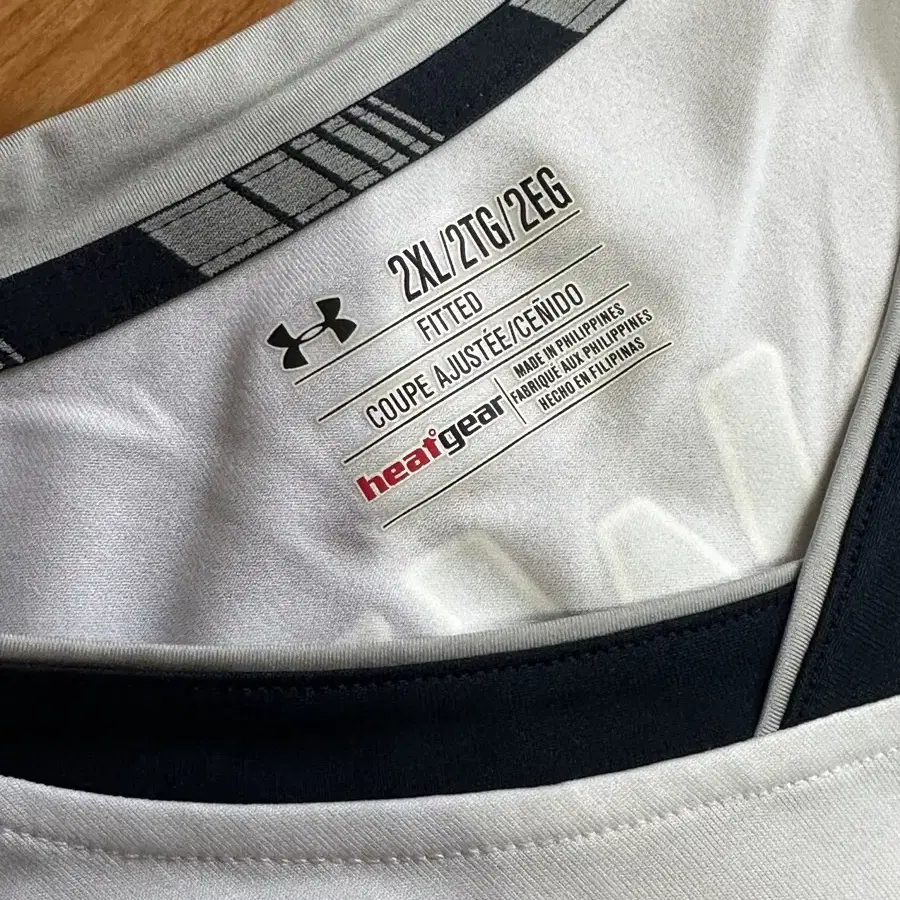 2XL/2TG/2EG
FITTED
COUPE AJUSTÉE/CEÑIDO
heatgear
MADE IN PHILIPPINES
FABRIQUÉ AUX PHILIPPINES
HECHO EN FILIPINAS